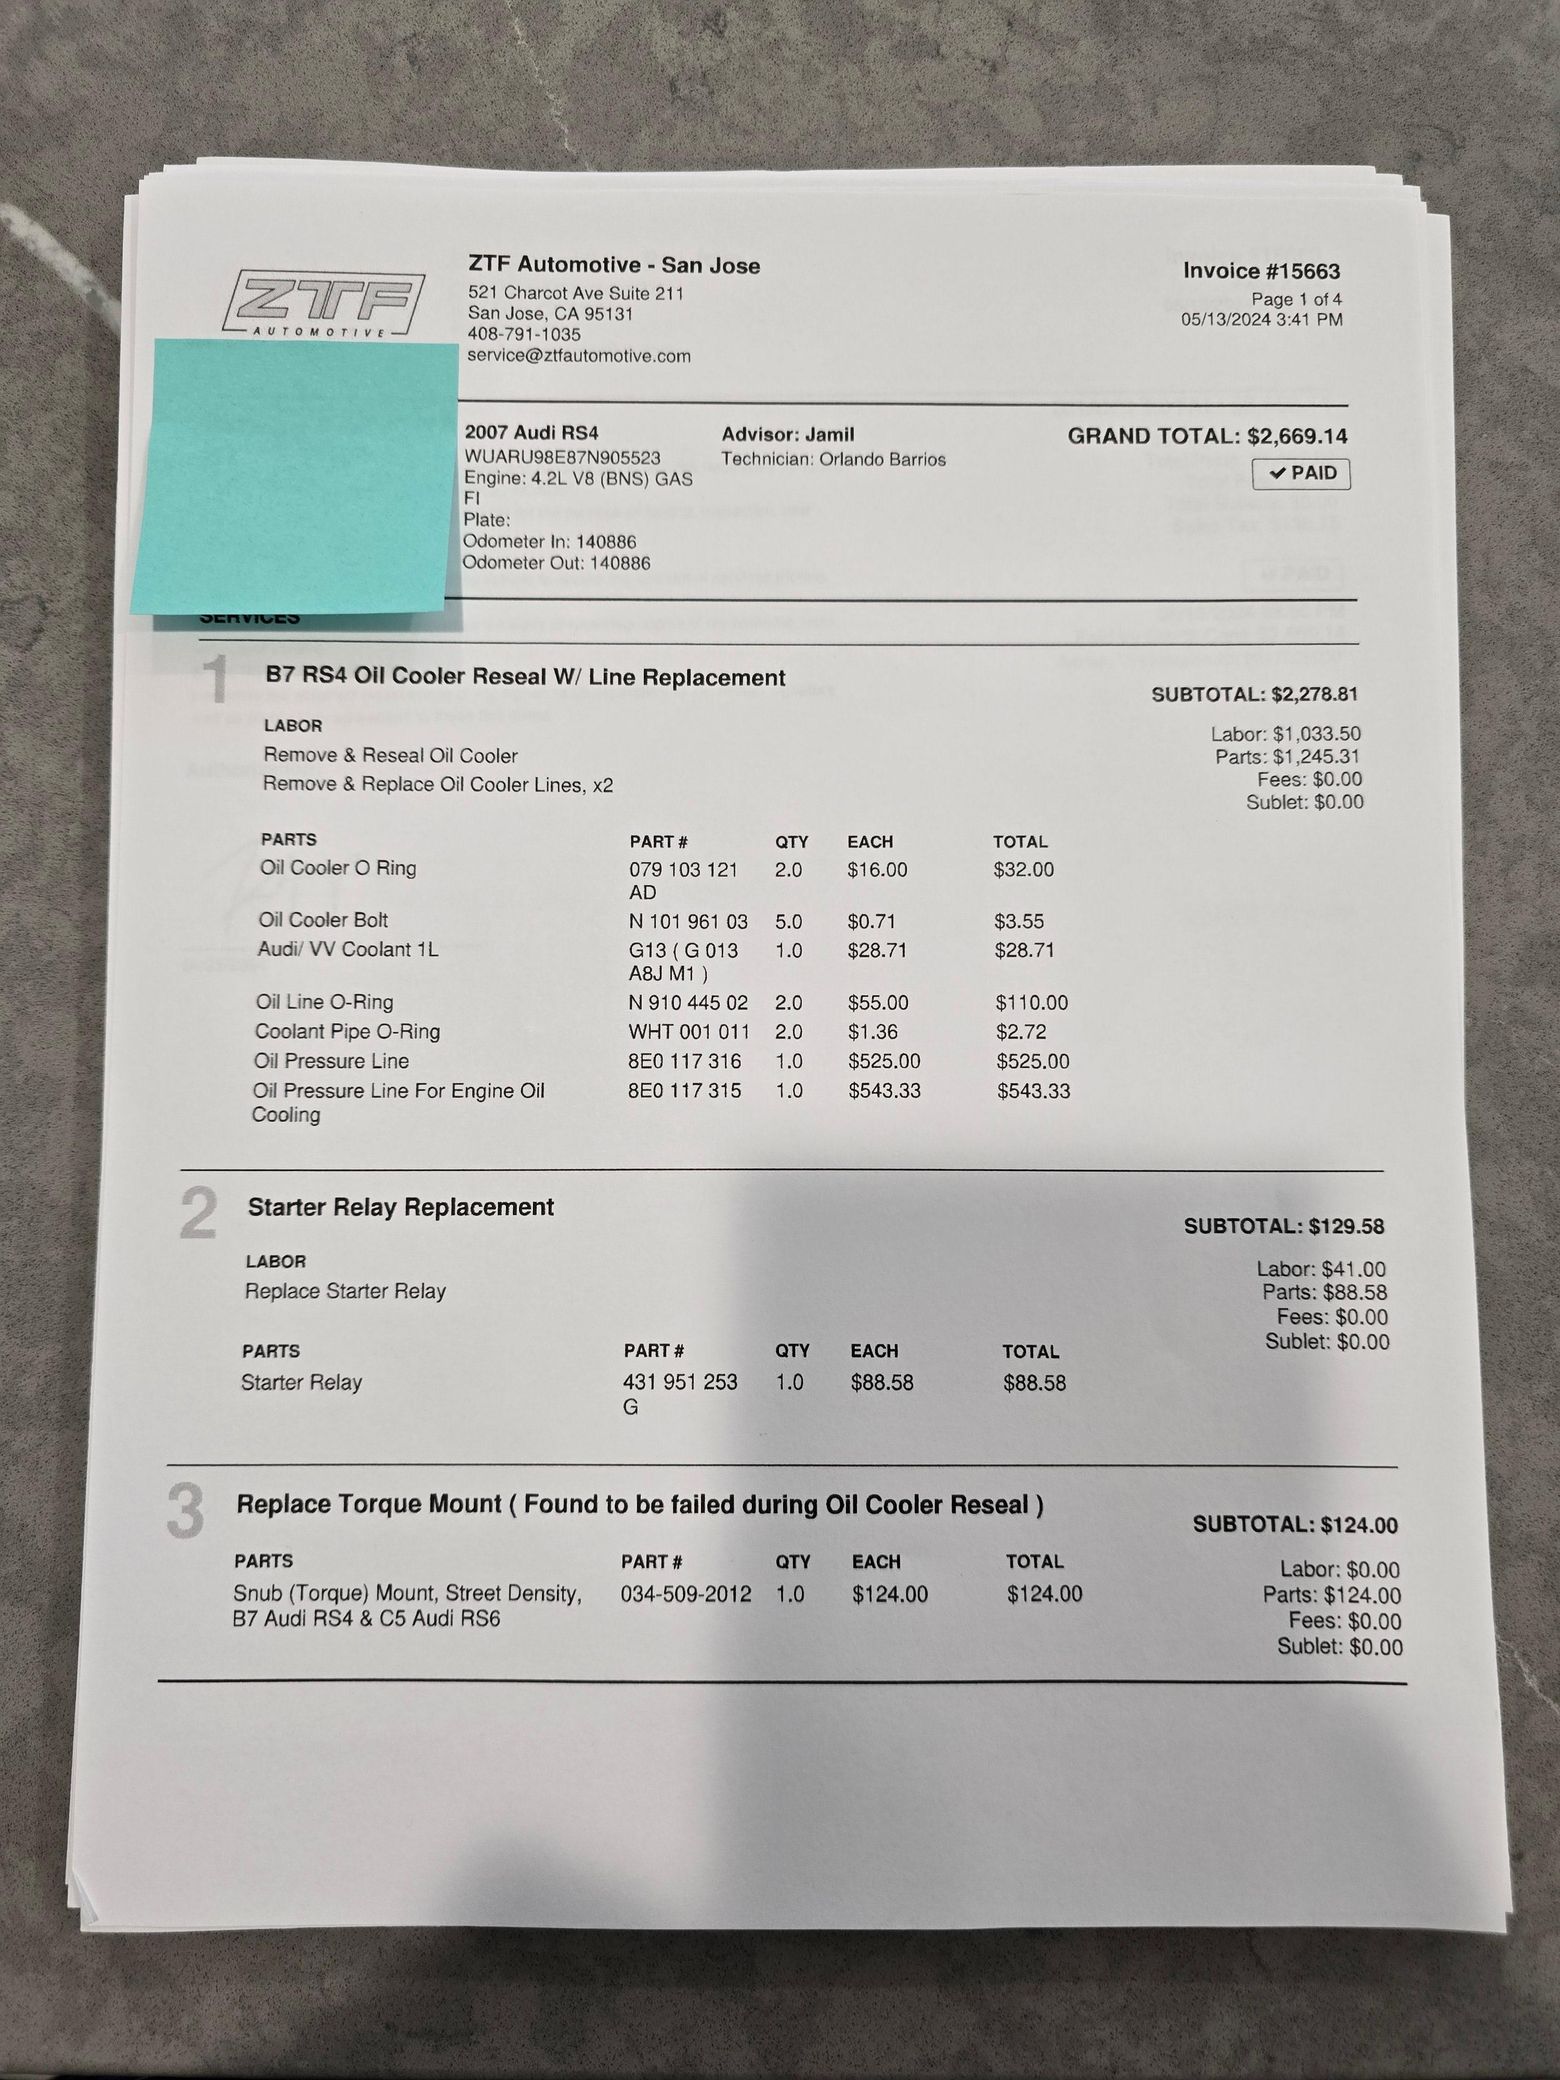 ZTF
AUTOMOTIVE
ZTF Automotive - San Jose
521 Charcot Ave Suite 211
San Jose, CA 95131
408-791-1035
service@ztfautomotive.com
Invoice #15663
Page 1 of 4
05/13/2024 3:41 PM
2007 Audi RS4
WUARU98E87N905523
Engine: 4.2L V8 (BNS) GAS
FI
Plate:
Odometer In: 140886
Odometer Out: 140886
Advisor: Jamil
Technician: Orlando Barrios
GRAND TOTAL: $2,669.14
✔ PAID
SERVICES
1 B7 RS4 Oil Cooler Reseal W/ Line Replacement
SUBTOTAL: $2,278.81
LABOR
Remove & Reseal Oil Cooler
Remove & Replace Oil Cooler Lines, x2
Labor: $1,033.50
Parts: $1,245.31
Fees: $0.00
Sublet: $0.00
PARTS PART # QTY EACH TOTAL
Oil Cooler O Ring 079 103 121 2.0 $16.00 $32.00
AD
Oil Cooler Bolt N 101 961 03 5.0 $0.71 $3.55
Audi/ VV Coolant 1L G13 ( G 013 1.0 $28.71 $28.71
A8J M1 )
Oil Line O-Ring N 910 445 02 2.0 $55.00 $110.00
Coolant Pipe O-Ring WHT 001 011 2.0 $1.36 $2.72
Oil Pressure Line 8E0 117 316 1.0 $525.00 $525.00
Oil Pressure Line For Engine Oil 8E0 117 315 1.0 $543.33 $543.33
Cooling
2 Starter Relay Replacement
SUBTOTAL: $129.58
LABOR
Replace Starter Relay
Labor: $41.00
Parts: $88.58
Fees: $0.00
Sublet: $0.00
PARTS PART # QTY EACH TOTAL
Starter Relay 431 951 253 1.0 $88.58 $88.58
G
3 Replace Torque Mount ( Found to be failed during Oil Cooler Reseal )
SUBTOTAL: $124.00
PARTS PART # QTY EACH TOTAL
Snub (Torque) Mount, Street Density, 034-509-2012 1.0 $124.00 $124.00
B7 Audi RS4 & C5 Audi RS6
Labor: $0.00
Parts: $124.00
Fees: $0.00
Sublet: $0.00